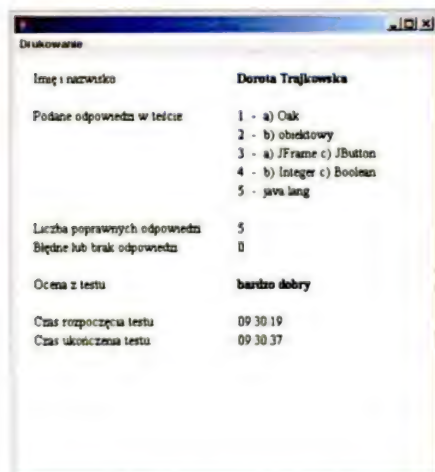 Drukowanie
Imię i nazwisko Dorota Trajkowska
Podane odpowiedzi w teście 1 - a) Oak
2 - b) obiektowy
3 - a) JFrame c) JButton
4 - b) Integer c) Boolean
5 - java lang
Liczba poprawnych odpowiedzi 5
Błędne lub brak odpowiedzi 0
Ocena z testu bardzo dobry
Czas rozpoczęcia testu 09 30 19
Czas ukończenia testu 09 30 37